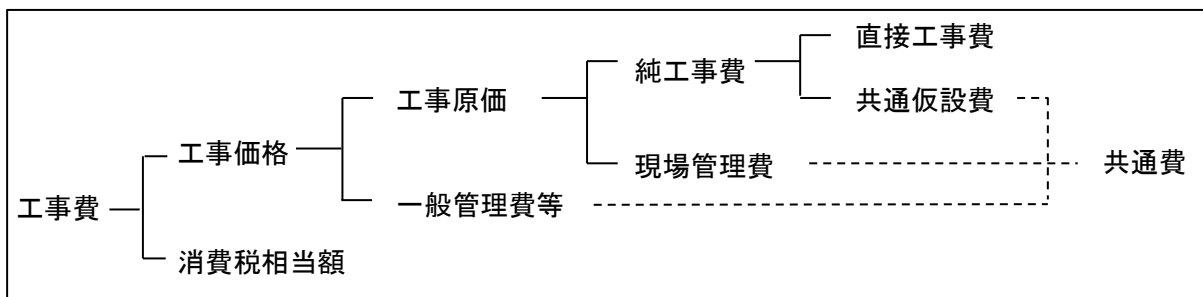 直接工事費
純工事費
工事原価
共通仮設費
工事価格
現場管理費
共通費
工事費
一般管理費等
消費税相当額